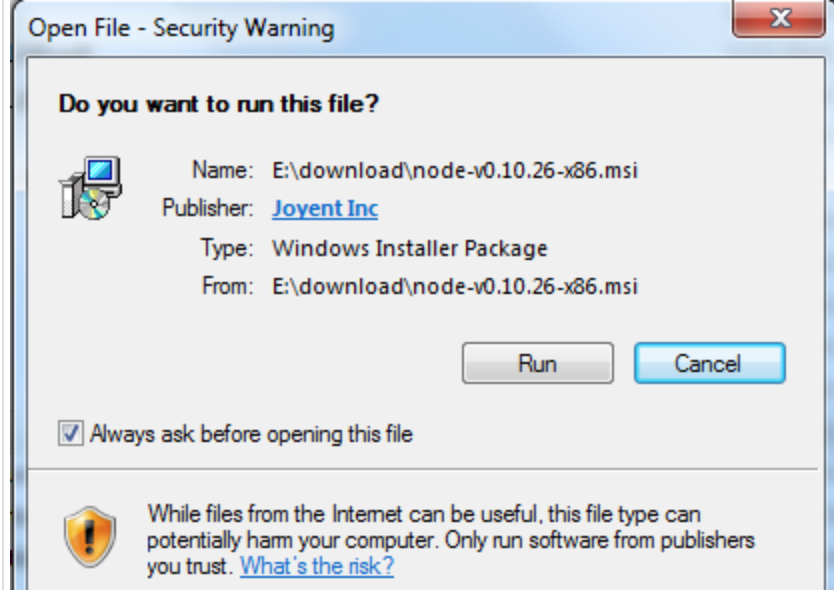 Open File - Security Warning
Do you want to run this file?
Name: E:\download\node-v0.10.26-x86.msi
Publisher: Joyent Inc
Type: Windows Installer Package
From: E:\download\node-v0.10.26-x86.msi
Run Cancel
Always ask before opening this file
While files from the Internet can be useful, this file type can
potentially harm your computer. Only run software from publishers
you trust. What's the risk?